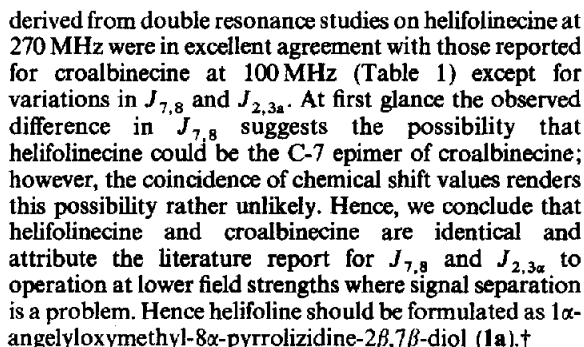 derived from double resonance studies on helifolinecine at
270 MHz were in excellent agreement with those reported
for croalbinecine at 100 MHz (Table 1) except for
variations in J7,8 and J2,3a. At first glance the observed
difference in J7,8 suggests the possibility that
helifolinecine could be the C-7 epimer of croalbinecine;
however, the coincidence of chemical shift values renders
this possibility rather unlikely. Hence, we conclude that
helifolinecine and croalbinecine are identical and
attribute the literature report for J7,8 and J2,3α to
operation at lower field strengths where signal separation
is a problem. Hence helifoline should be formulated as 1α-
angelyloxymethyl-8α-pyrrolizidine-2β,7β-diol (1a).†